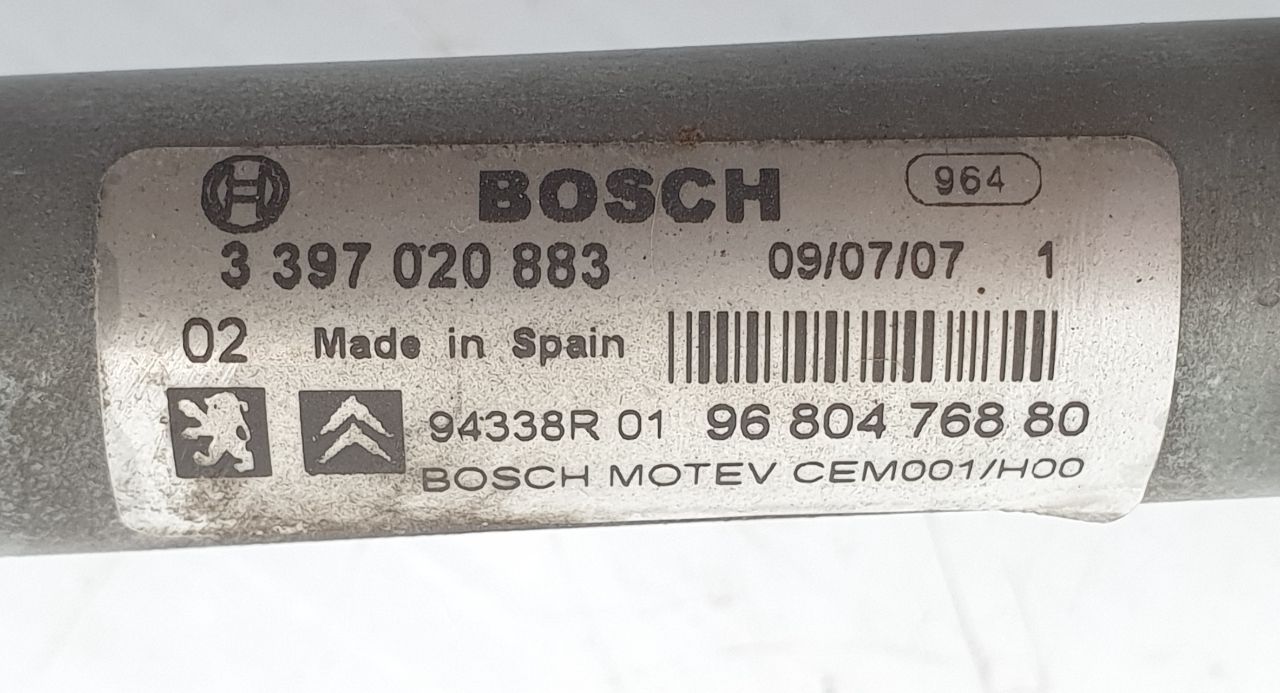 BOSCH 964
3 397 020 883 09/07/07 1
02 Made in Spain
94338R 01 96 804 768 80
BOSCH MOTEV CEM001/H00